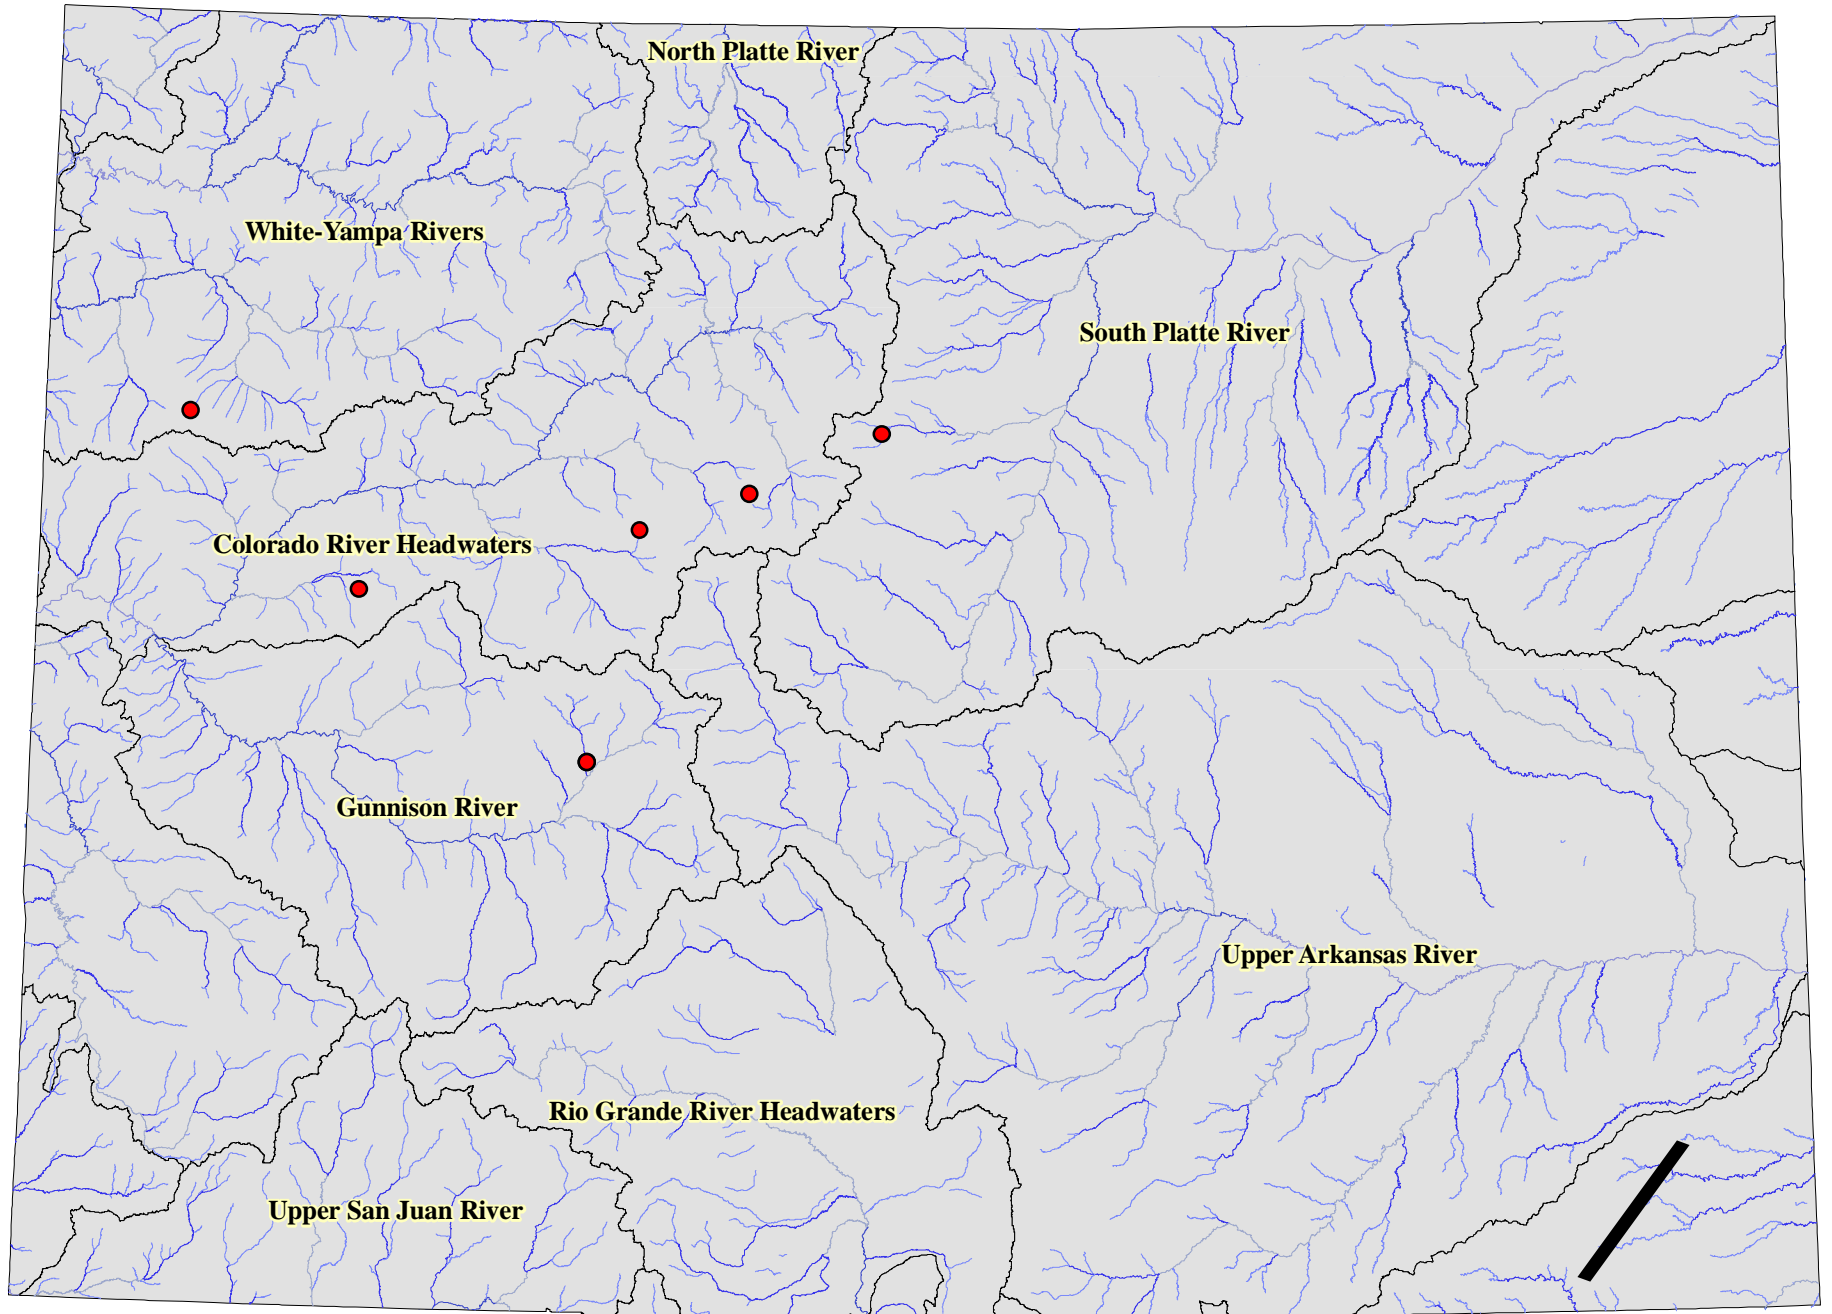 North Platte River
White-Yampa Rivers
South Platte River
Colorado River Headwaters
Gunnison River
Upper Arkansas River
Rio Grande River Headwaters
Upper San Juan River